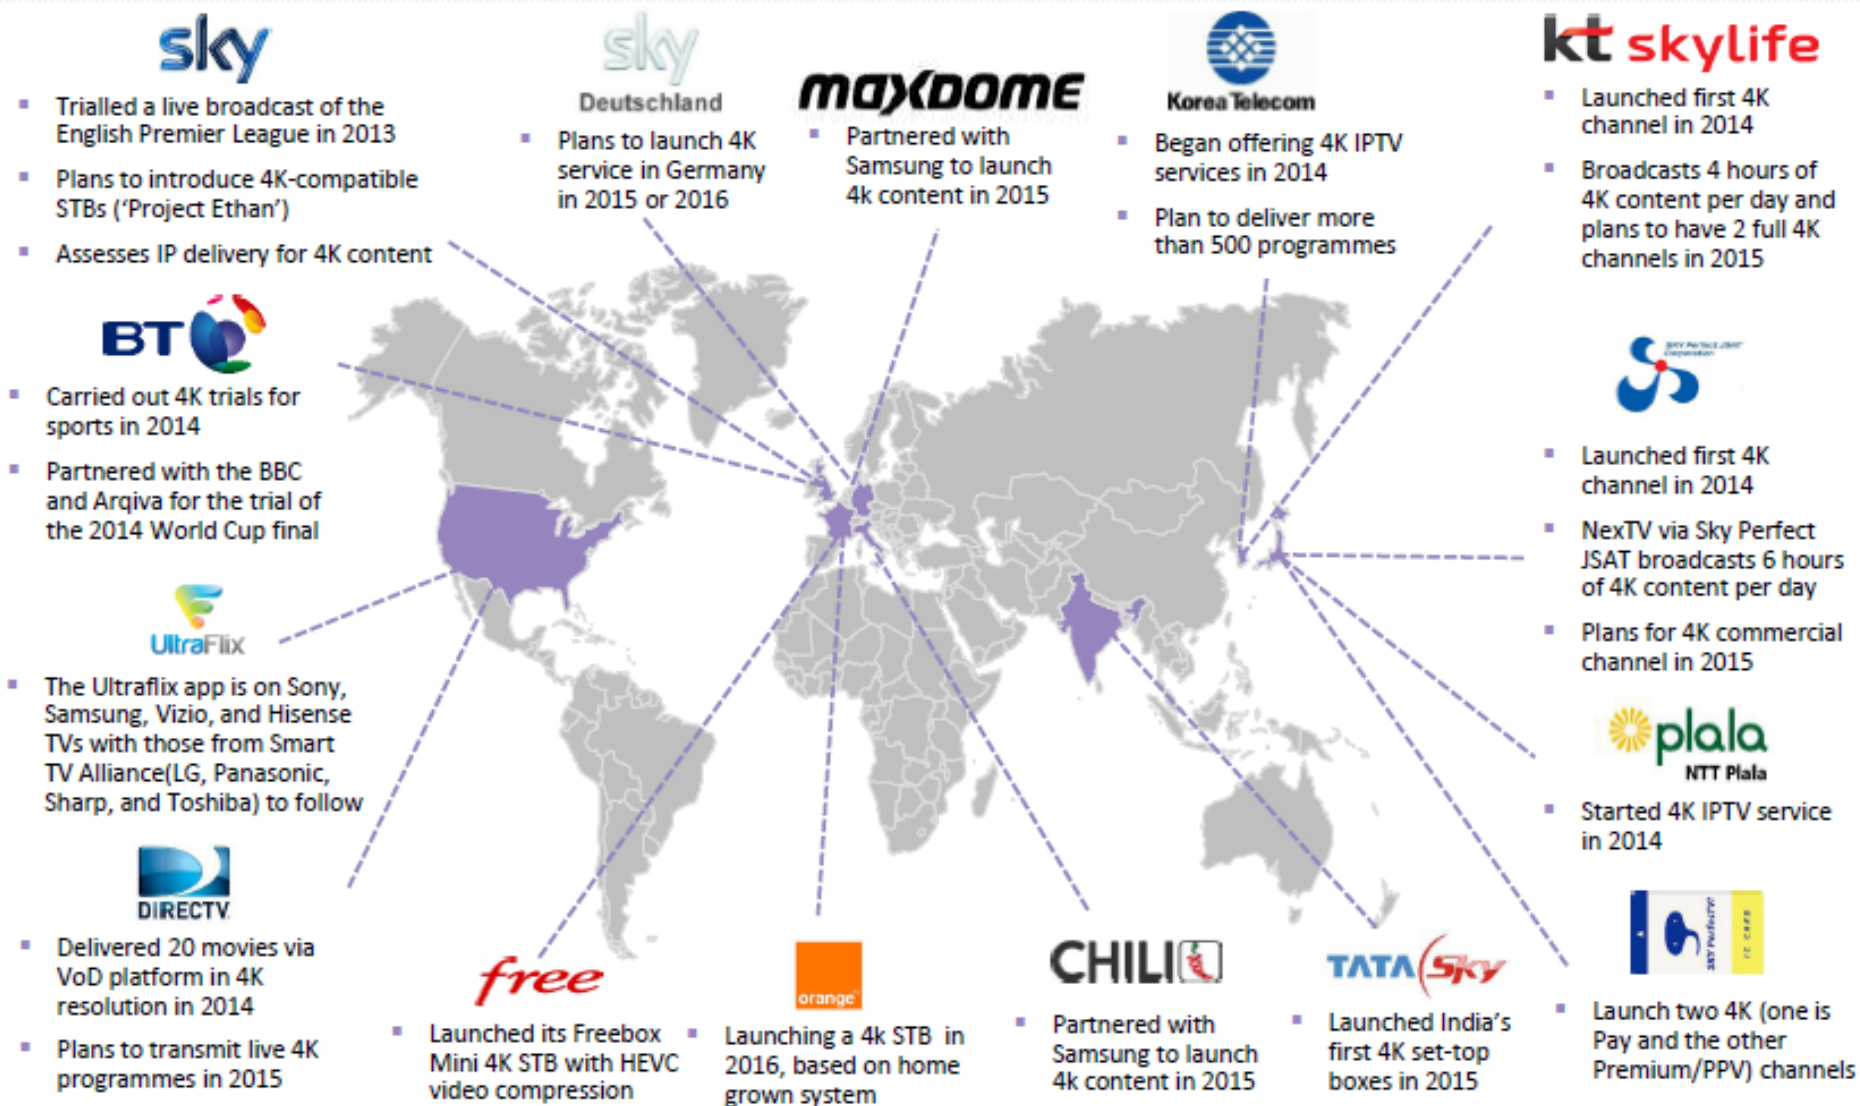 sky
Trialled a live broadcast of the
English Premier League in 2013
Plans to introduce 4K-compatible
STBs (‘Project Ethan’)
Assesses IP delivery for 4K content
sky
Deutschland
Plans to launch 4K
service in Germany
in 2015 or 2016
maxdome
Partnered with
Samsung to launch
4k content in 2015
Korea Telecom
Began offering 4K IPTV
services in 2014
Plan to deliver more
than 500 programmes
kt skylife
Launched first 4K
channel in 2014
Broadcasts 4 hours of
4K content per day and
plans to have 2 full 4K
channels in 2015
BT
Carried out 4K trials for
sports in 2014
Partnered with the BBC
and Arqiva for the trial of
the 2014 World Cup final
SKY Perfect JSAT
Corporation
Launched first 4K
channel in 2014
NexTV via Sky Perfect
JSAT broadcasts 6 hours
of 4K content per day
Plans for 4K commercial
channel in 2015
UltraFlix
The Ultraflix app is on Sony,
Samsung, Vizio, and Hisense
TVs with those from Smart
TV Alliance(LG, Panasonic,
Sharp, and Toshiba) to follow
plala
NTT Plala
Started 4K IPTV service
in 2014
DIRECTV
Delivered 20 movies via
VoD platform in 4K
resolution in 2014
Plans to transmit live 4K
programmes in 2015
free
Launched its Freebox
Mini 4K STB with HEVC
video compression
orange
Launching a 4k STB in
2016, based on home
grown system
CHILI
Partnered with
Samsung to launch
4k content in 2015
TATA Sky
Launched India’s
first 4K set-top
boxes in 2015
SKY PerfecTV!
Launch two 4K (one is
Pay and the other
Premium/PPV) channels